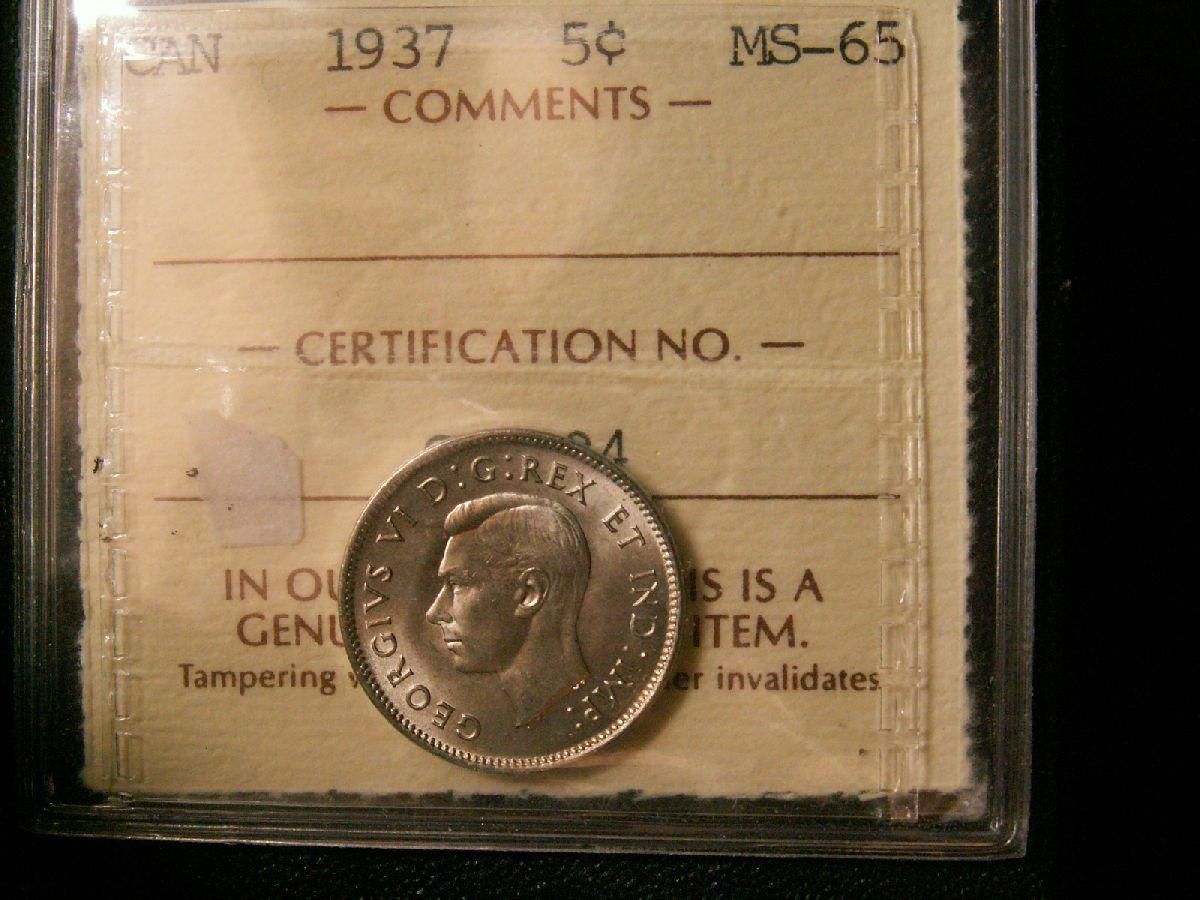 CAN 1937 5¢ MS-65
— COMMENTS —
— CERTIFICATION NO. —
84
IN OU IS IS A
GENU ITEM.
Tampering er invalidates
GEORGIVS VI D:G:REX ET IND:IMP: